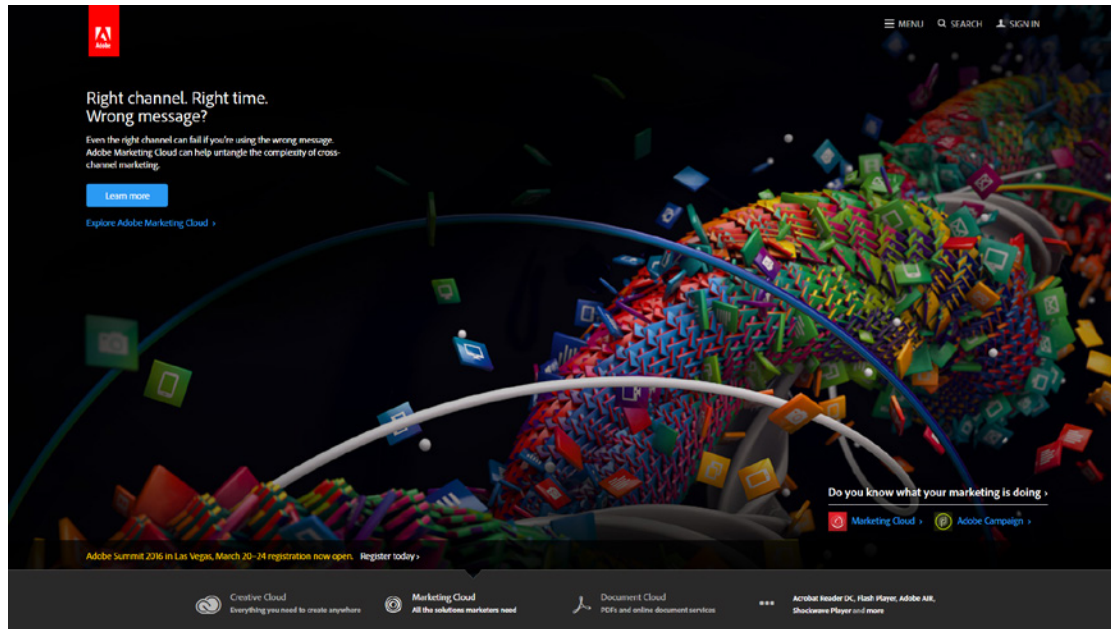 MENU
SEARCH
SIGN IN
Adobe
Right channel. Right time.
Wrong message?
Even the right channel can fail if you're using the wrong message.
Adobe Marketing Cloud can help untangle the complexity of cross-
channel marketing.
Learn more
Explore Adobe Marketing Cloud ›
Do you know what your marketing is doing ›
Marketing Cloud › Adobe Campaign ›
Adobe Summit 2016 in Las Vegas, March 20–24 registration now open. Register today ›
Creative Cloud
Everything you need to create anywhere
Marketing Cloud
All the solutions marketers need
Document Cloud
PDFs and online document services
Acrobat Reader DC, Flash Player, Adobe AIR,
Shockwave Player and more